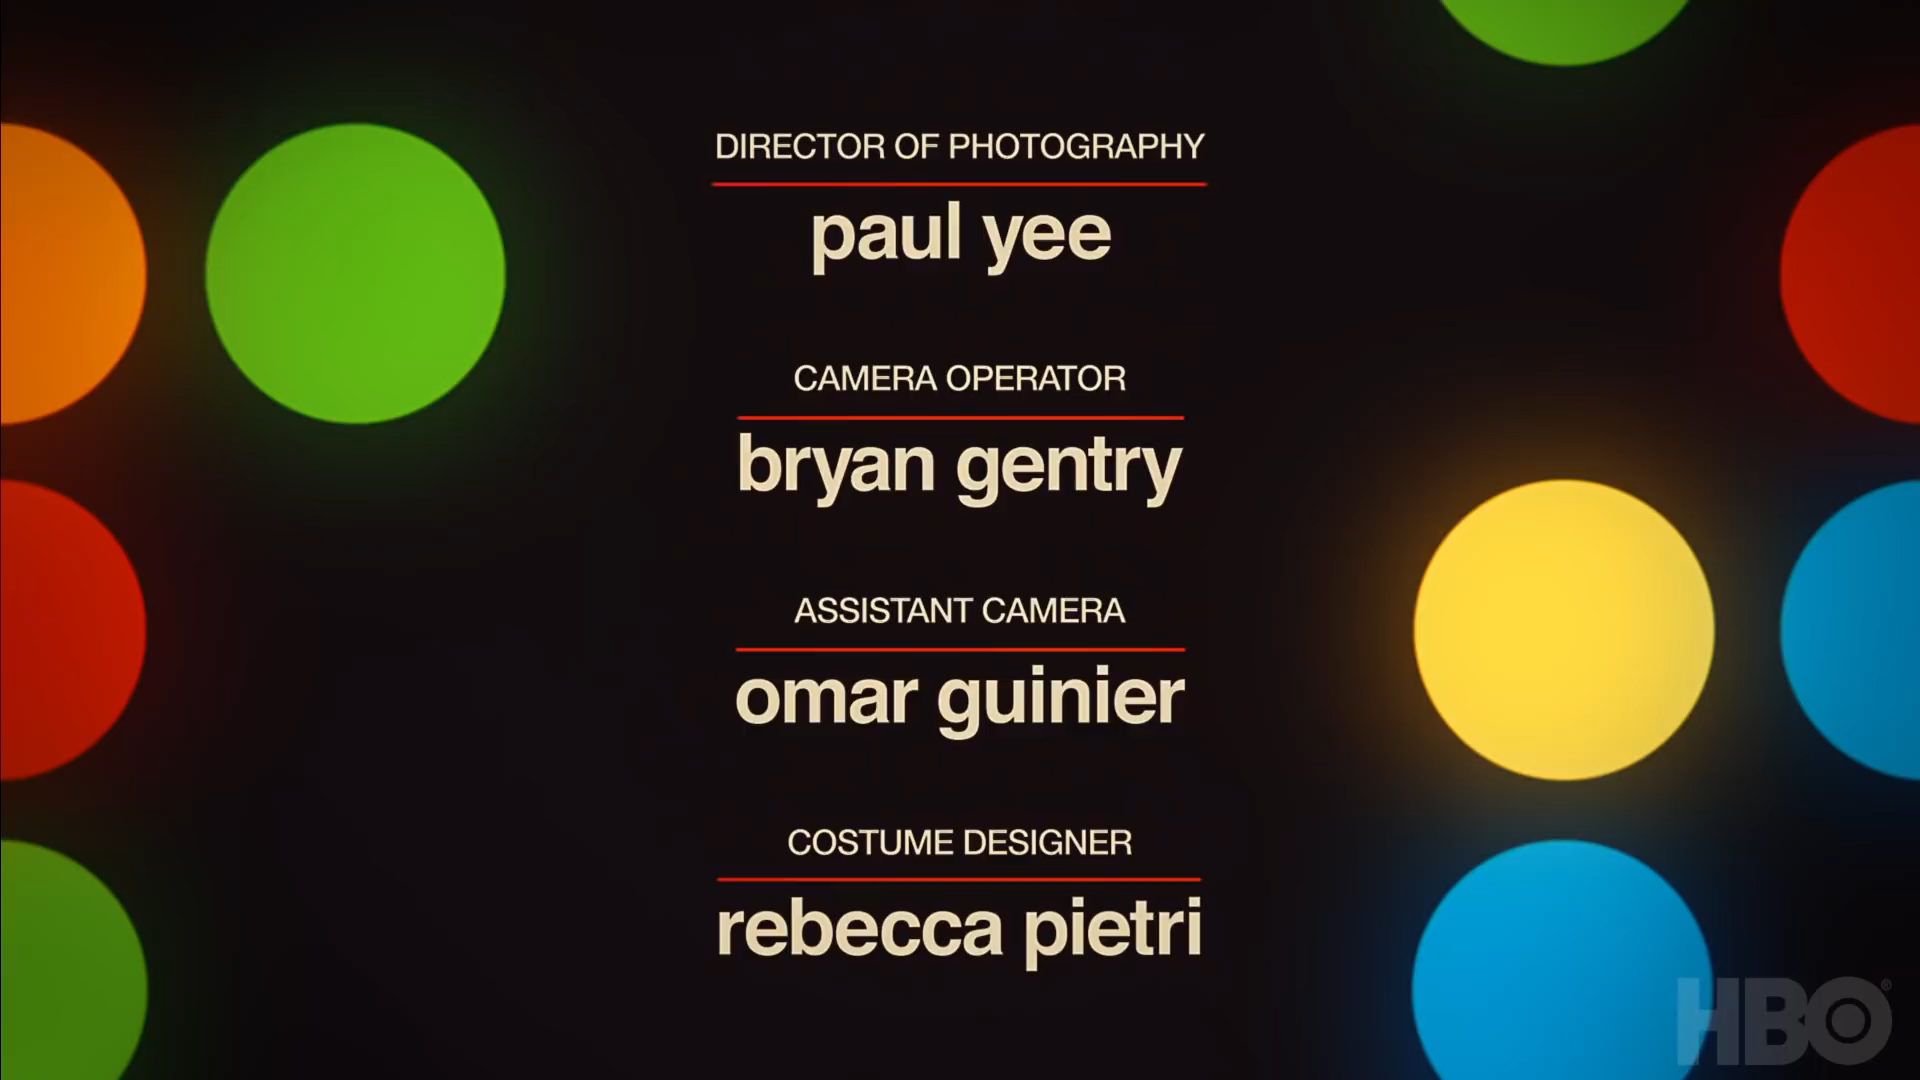 DIRECTOR OF PHOTOGRAPHY
paul yee
CAMERA OPERATOR
bryan gentry
ASSISTANT CAMERA
omar guinier
COSTUME DESIGNER
rebecca pietri
HBO®